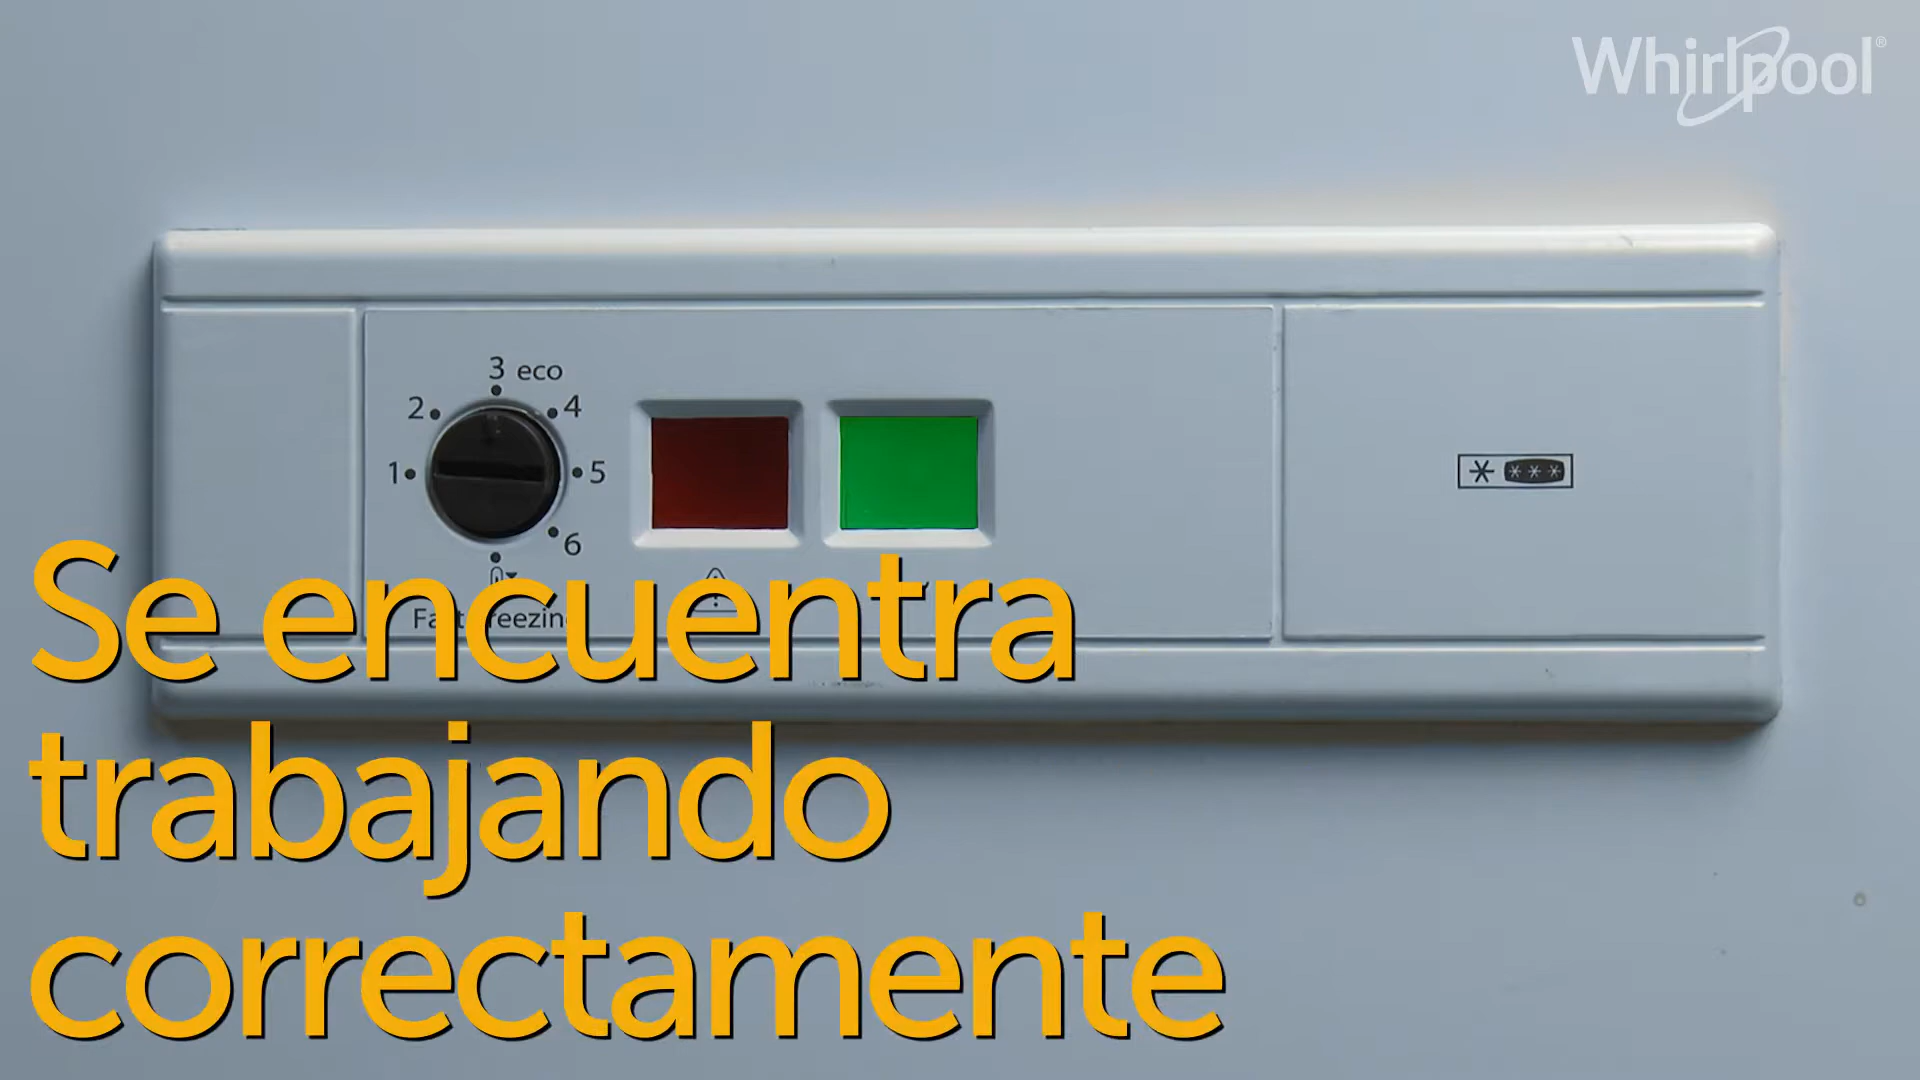 Whirlpool®
3 eco
2
4
1
5
6
Se encuentra
trabajando
correctamente